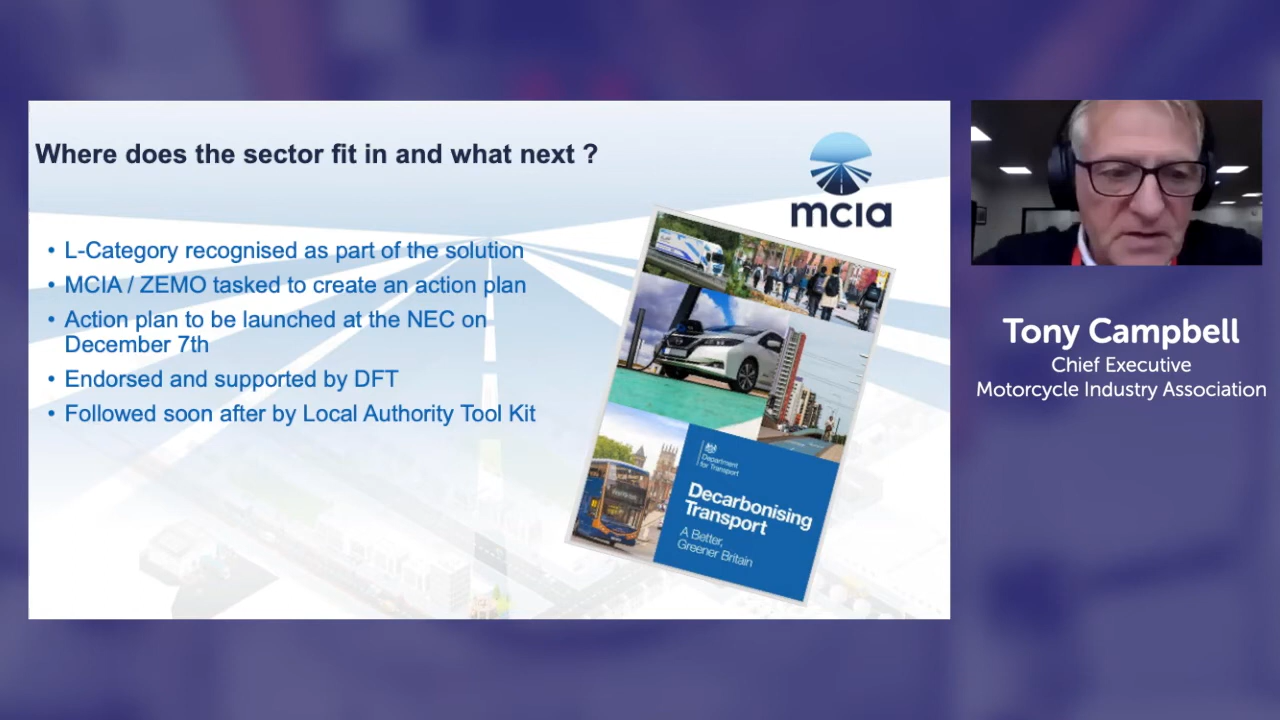 Where does the sector fit in and what next ?
mcia
• L-Category recognised as part of the solution
• MCIA / ZEMO tasked to create an action plan
• Action plan to be launched at the NEC on
December 7th
• Endorsed and supported by DFT
• Followed soon after by Local Authority Tool Kit
Department
for Transport
Decarbonising
Transport
A Better,
Greener Britain
Tony Campbell
Chief Executive
Motorcycle Industry Association